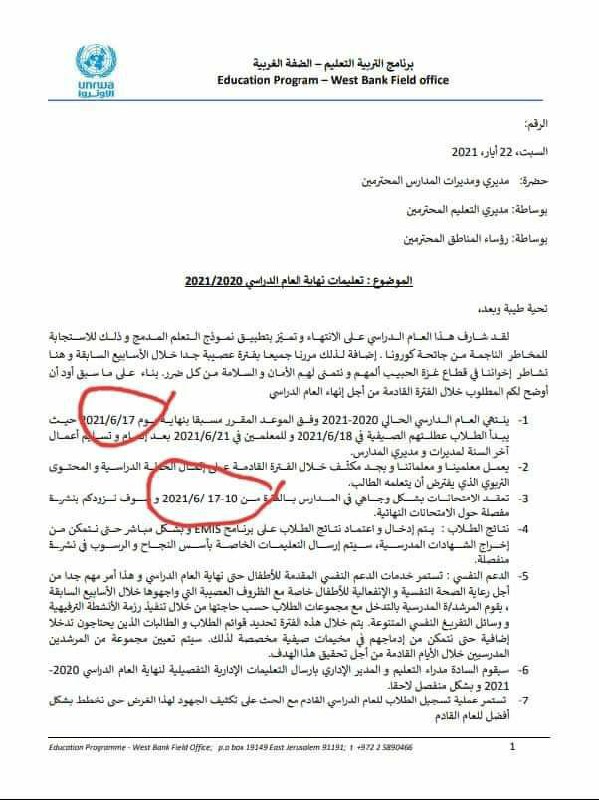 unrwa
الأونروا
برنامج التربية التعليم – الضفة الغربية
Education Program – West Bank Field office
الرقم:
السبت، 22 أيار، 2021
حضرة: مديري ومديرات المدارس المحترمين
بوساطة: مديري التعليم المحترمين
بوساطة: رؤساء المناطق المحترمين
الموضوع : تعليمات نهاية العام الدراسي 2021/2020
تحية طيبة وبعد،
لقد شارف هذا العام الدراسي على الانتهاء و تميّز بتطبيق نموذج التعلم المدمج و ذلك للاستجابة
للمخاطر الناجمة من جائحة كورونا . إضافة لذلك مررنا جميعا بفترة عصيبة جدا خلال الأسابيع السابقة و هنا
نشاطر إخواننا في قطاع غزة الحبيب ألمهم و نتمنى لهم الأمان و السلامة من كل ضرر. بناء على ما سبق أود أن
أوضح لكم المطلوب خلال الفترة القادمة من أجل إنهاء العام الدراسي
1- ينتهي العام الدارسي الحالي 2020-2021 وفق الموعد المقرر مسبقا بنهاية يوم 2021/6/17 حيث
يبدأ الطلاب عطلتهم الصيفية في 2021/6/18 و للمعلمين في 2021/6/21 بعد إتمام و تسليم أعمال
آخر السنة لمديرات و مديري المدارس.
2- يعمل معلمينا و معلماتنا و بجد مكثّف خلال الفترة القادمة على إكمال الخطة الدراسية و المحتوى
التربوي الذي يفترض أن يتعلمه الطالب.
3- تعقد الامتحانات بشكل وجاهي في المدارس بالفترة من 10-17 /2021/6 و سوف نزودكم بنشرة
مفصلة حول الامتحانات النهائية.
4- نتائج الطلاب : يتم إدخال و اعتماد نتائج الطلاب على برنامج EMIS و بشكل مباشر حتى نتمكن من
إخراج الشهادات المدرسية، سيتم إرسال التعليمات الخاصة بأسس النجاح و الرسوب في نشرة
منفصلة.
5- الدعم النفسي : تستمر خدمات الدعم النفسي المقدمة للأطفال حتى نهاية العام الدراسي و هذا أمر مهم جدا من
أجل رعاية الصحة النفسية و الإنفعالية للأطفال خاصة مع الظروف العصيبة التي واجهوها خلال الأسابيع السابقة
، يقوم المرشد/ة المدرسية بالتدخل مع مجموعات الطلاب حسب حاجتها من خلال تنفيذ رزمة الأنشطة الترفيهية
و وسائل التفريغ النفسي المتنوعة. يتم خلال هذه الفترة تحديد قوائم الطلاب و الطالبات الذين يحتاجون تدخلا
إضافية حتى نتمكن من إدماجهم في مخيمات صيفية مخصصة لذلك. سيتم تعيين مجموعة من المرشدين
المدرسيين خلال الأيام القادمة من أجل تحقيق هذا الهدف.
6- سيقوم السادة مدراء التعليم و المدير الإداري بارسال التعليمات الإدارية التفصيلية لنهاية العام الدراسي 2020-
2021 و بشكل منفصل لاحقا.
7- تستمر عملية تسجيل الطلاب للعام الدراسي القادم مع الحث على تكثيف الجهود لهذا الغرض حتى نخطط بشكل
أفضل للعام القادم
Education Programme - West Bank Field Office; p.o box 19149 East Jerusalem 91191; t +972 2 5890466
1